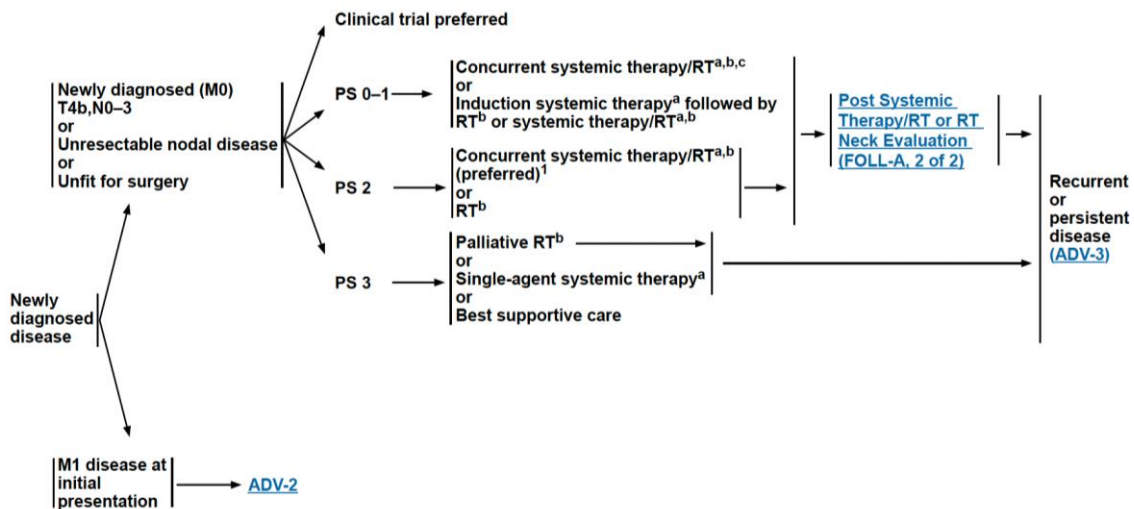 Clinical trial preferred
Newly diagnosed (M0)
T4b,N0–3
or
Unresectable nodal disease
or
Unfit for surgery
PS 0–1
Concurrent systemic therapy/RTa,b,c
or
Induction systemic therapya followed by
RTb or systemic therapy/RTa,b
PS 2
Concurrent systemic therapy/RTa,b
(preferred)1
or
RTb
Post Systemic
Therapy/RT or RT
Neck Evaluation
(FOLL-A, 2 of 2)
PS 3
Palliative RTb
or
Single-agent systemic therapya
or
Best supportive care
Recurrent
or
persistent
disease
(ADV-3)
Newly
diagnosed
disease
M1 disease at
initial
presentation
ADV-2